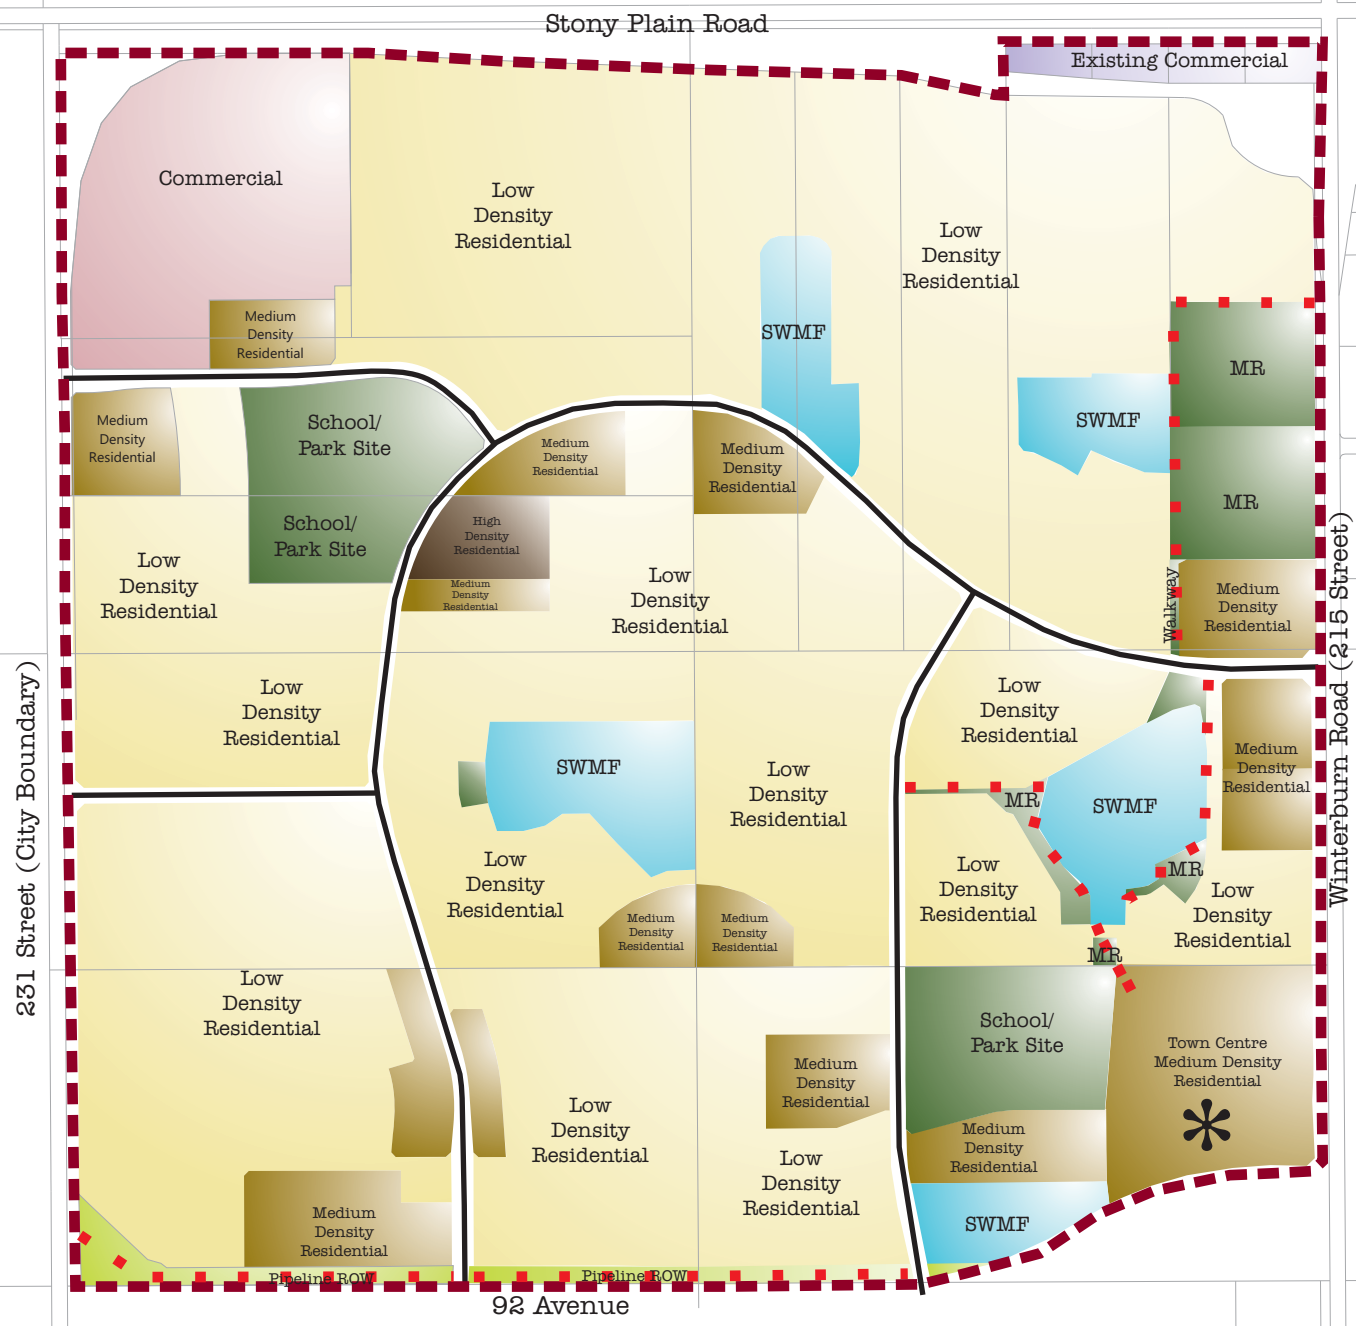 Stony Plain Road
Existing Commercial
Commercial
Low
Density
Residential
Low
Density
Residential
Medium
Density
Residential
SWMF
MR
SWMF
Medium
Density
Residential
School/
Park Site
Medium
Density
Residential
Medium
Density
Residential
MR
School/
Park Site
High
Density
Residential
Medium
Density
Residential
Low
Density
Residential
Low
Density
Residential
Walkway
Medium
Density
Residential
Winterburn Road (215 Street)
231 Street (City Boundary)
Low
Density
Residential
Low
Density
Residential
SWMF
Low
Density
Residential
MR
SWMF
Medium
Density
Residential
Low
Density
Residential
Low
Density
Residential
MR
Low
Density
Residential
Medium
Density
Residential
Medium
Density
Residential
MR
Low
Density
Residential
School/
Park Site
Town Centre
Medium Density
Residential
Medium
Density
Residential
Low
Density
Residential
Medium
Density
Residential
Low
Density
Residential
Medium
Density
Residential
SWMF
Pipeline ROW
Pipeline ROW
92 Avenue